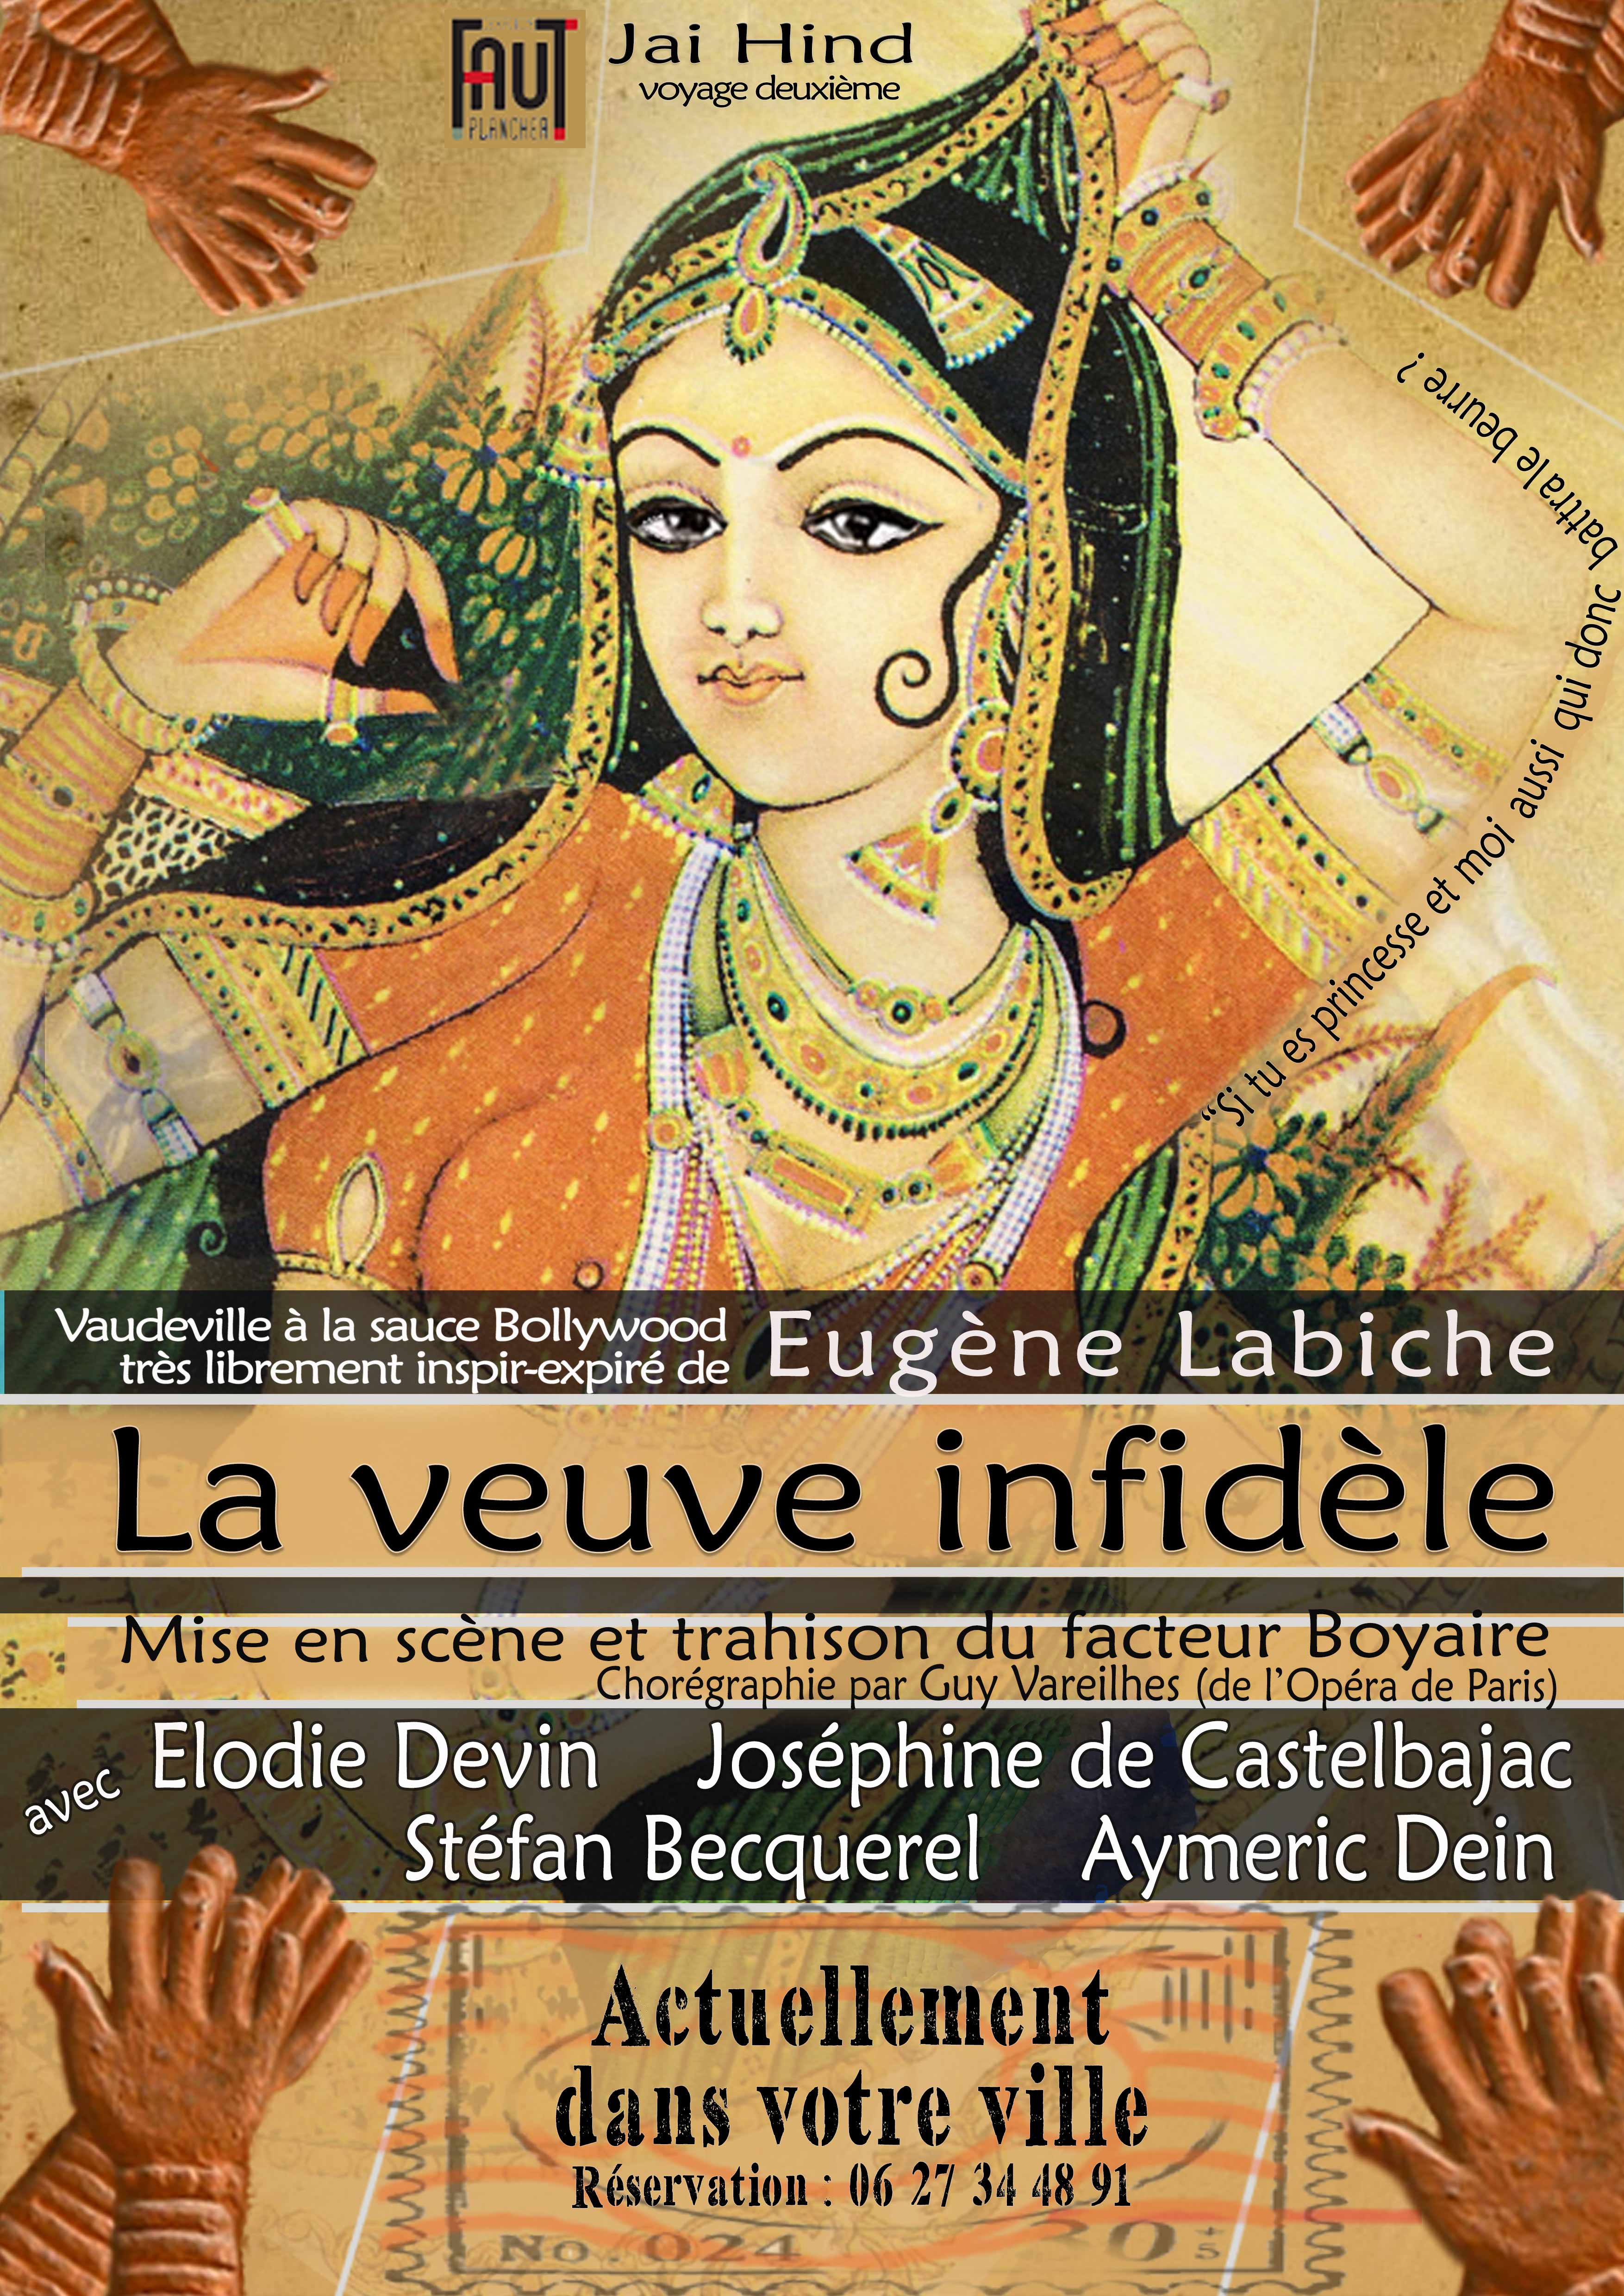 FAUT
PLANCHER
Jai Hind
voyage deuxième
“Si tu es princesse et moi aussi qui donc battrale beurre ?
Vaudeville à la sauce Bollywood
très librement inspir-expiré de
Eugène Labiche
La veuve infidèle
Mise en scène et trahison du facteur Boyaire
Chorégraphie par Guy Vareilhes (de l’Opéra de Paris)
avec
Elodie Devin Joséphine de Castelbajac
Stéfan Becquerel Aymeric Dein
Actuellement
dans votre ville
Réservation : 06 27 34 48 91
No. 024 30+5